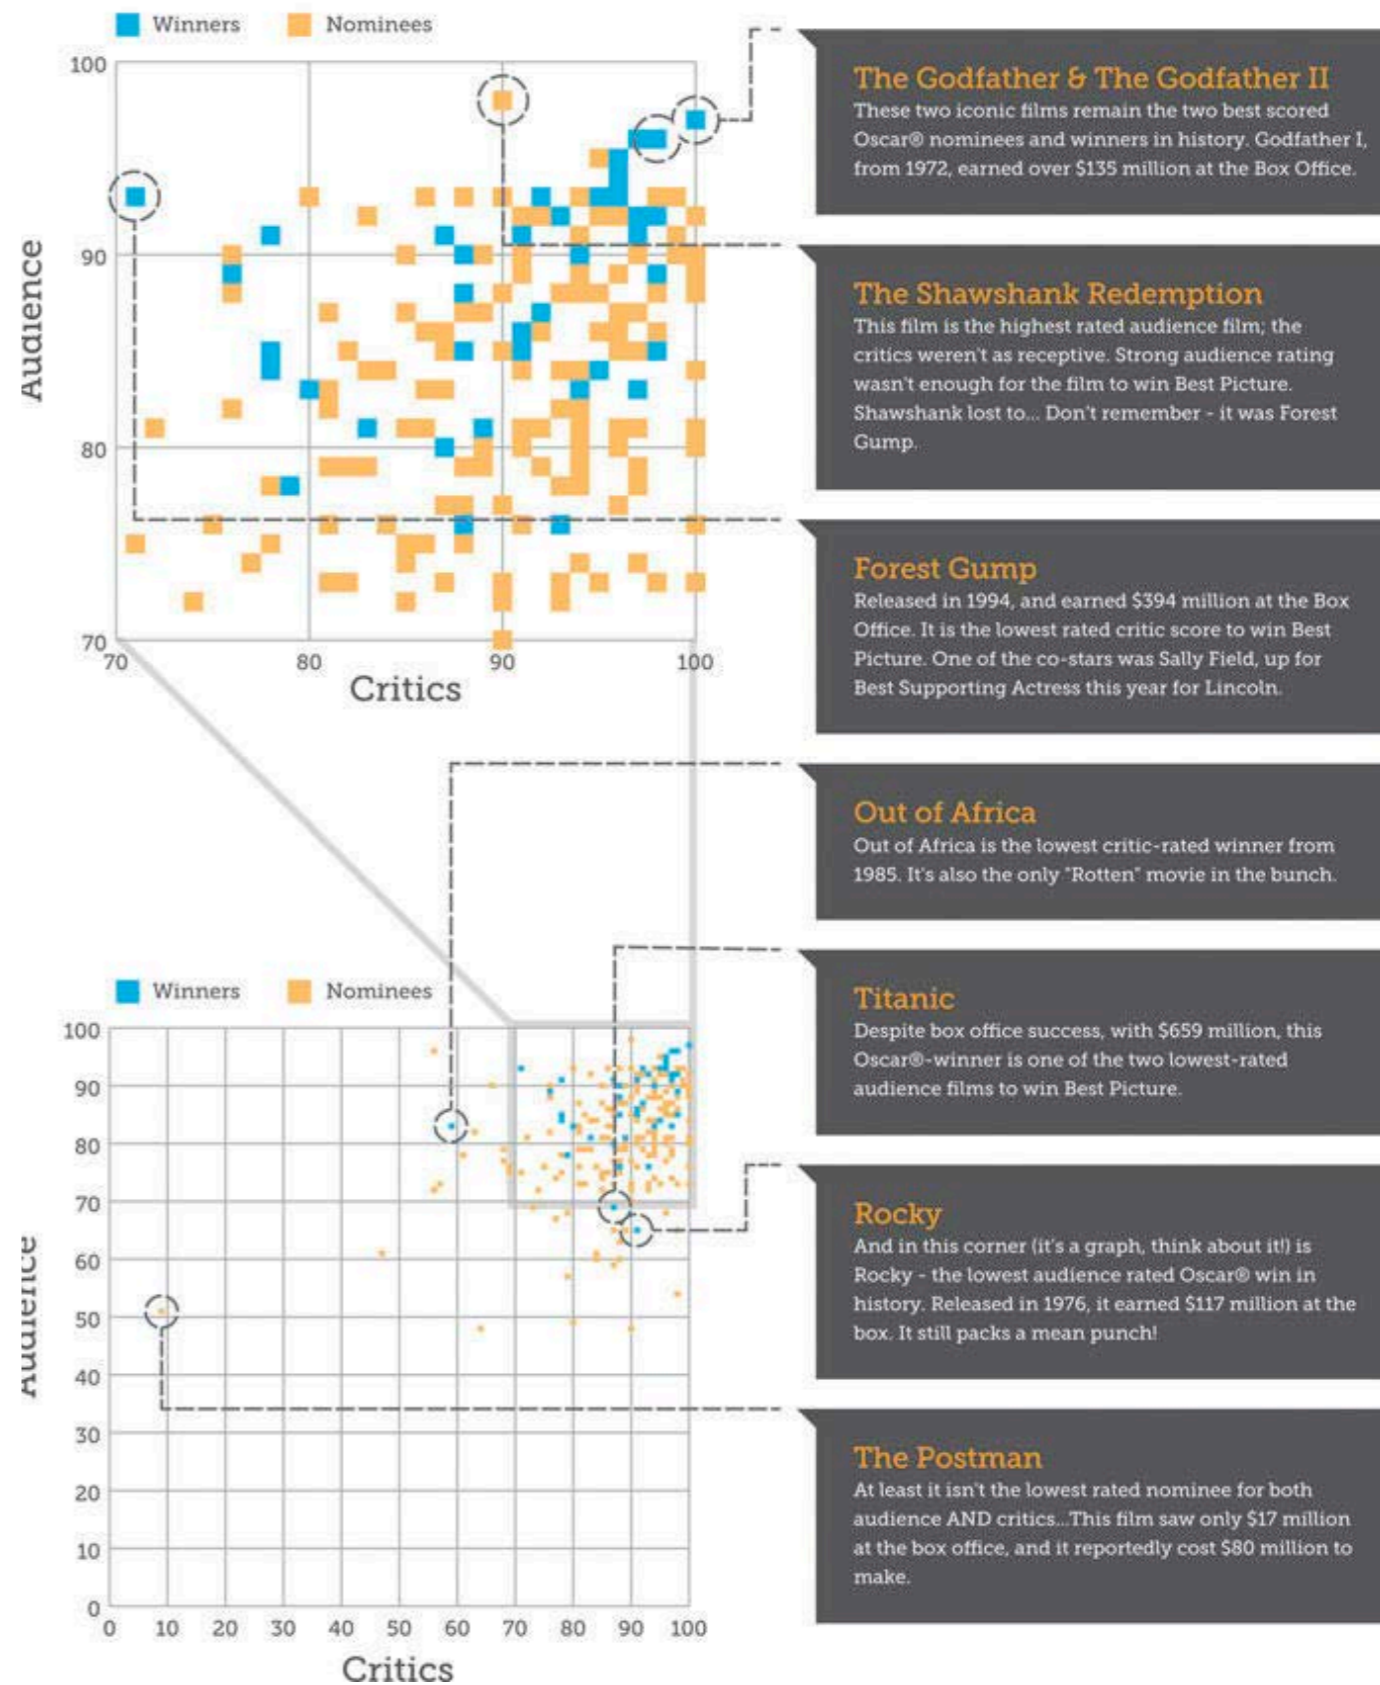 Winners Nominees
100
90
80
70
Audience
70 80 90 100
Critics
The Godfather & The Godfather II
These two iconic films remain the two best scored
Oscar® nominees and winners in history. Godfather I,
from 1972, earned over $135 million at the Box Office.
The Shawshank Redemption
This film is the highest rated audience film; the
critics weren't as receptive. Strong audience rating
wasn't enough for the film to win Best Picture.
Shawshank lost to... Don't remember - it was Forest
Gump.
Forest Gump
Released in 1994, and earned $394 million at the Box
Office. It is the lowest rated critic score to win Best
Picture. One of the co-stars was Sally Field, up for
Best Supporting Actress this year for Lincoln.
Out of Africa
Out of Africa is the lowest critic-rated winner from
1985. It's also the only "Rotten" movie in the bunch.
Winners Nominees
100
90
80
70
60
50
40
30
20
10
0
Audience
0 10 20 30 40 50 60 70 80 90 100
Critics
Titanic
Despite box office success, with $659 million, this
Oscar®-winner is one of the two lowest-rated
audience films to win Best Picture.
Rocky
And in this corner (it's a graph, think about it!) is
Rocky - the lowest audience rated Oscar® win in
history. Released in 1976, it earned $117 million at the
box. It still packs a mean punch!
The Postman
At least it isn't the lowest rated nominee for both
audience AND critics...This film saw only $17 million
at the box office, and it reportedly cost $80 million to
make.